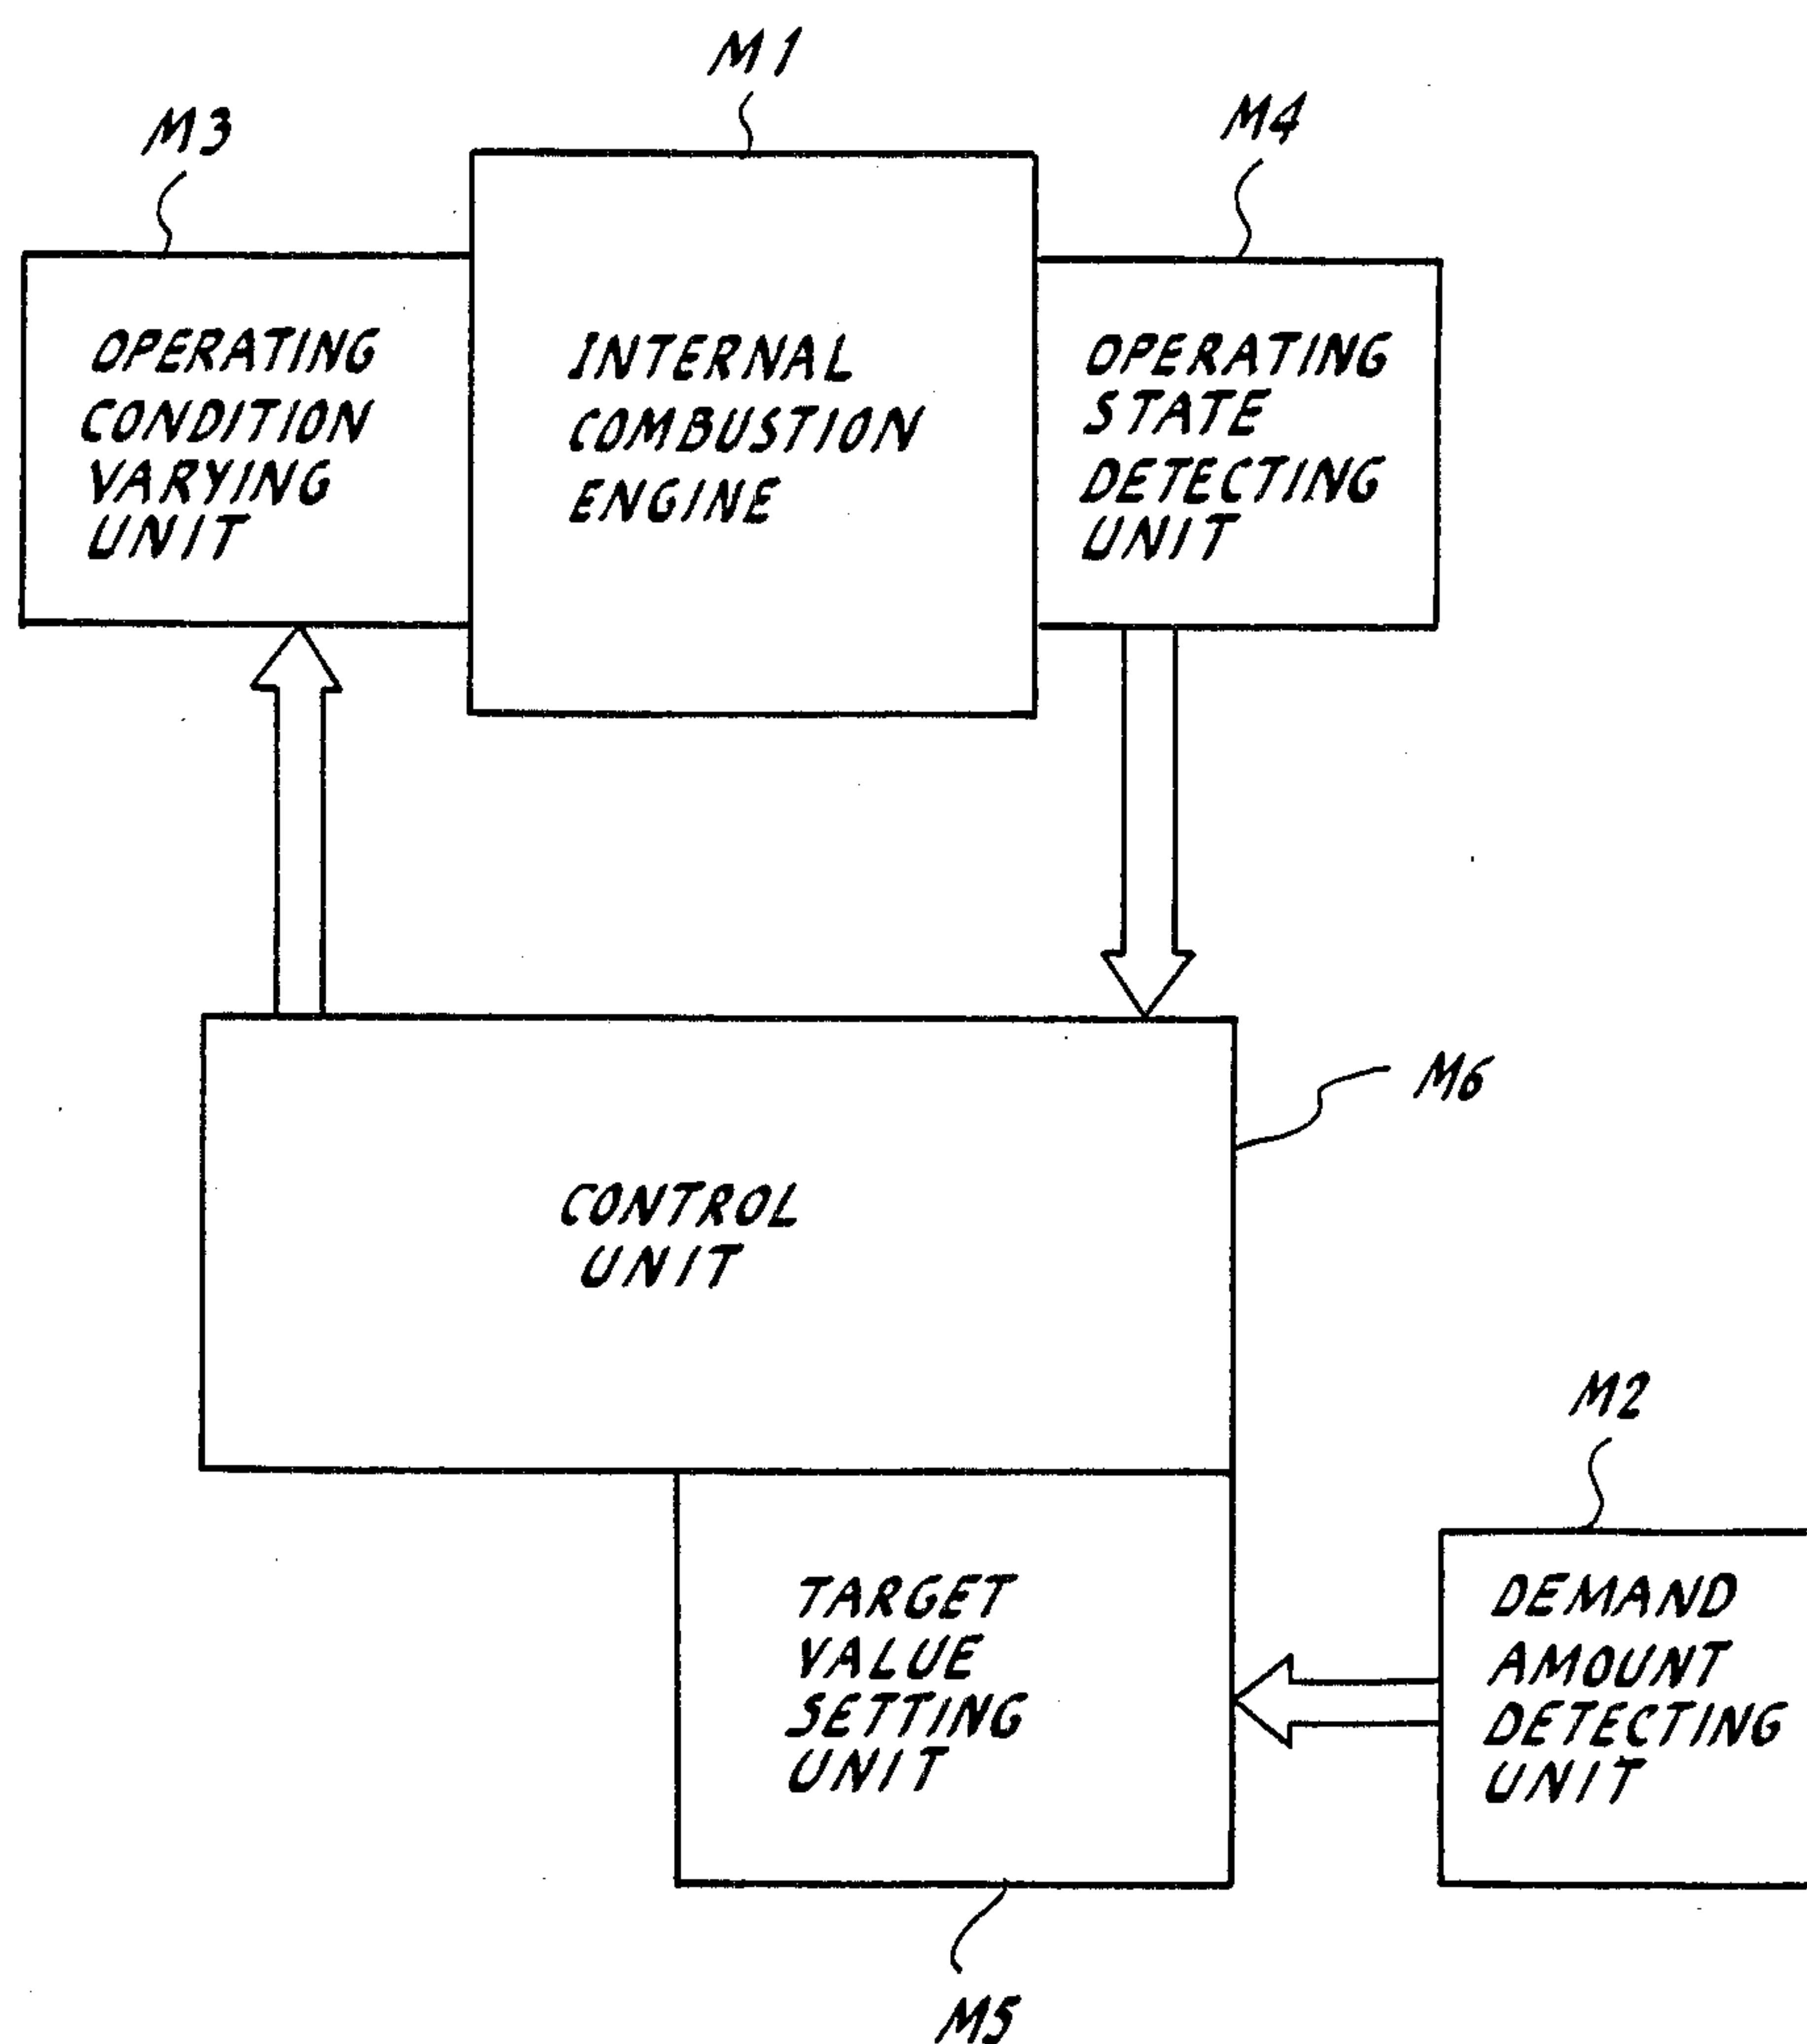 M1
M3
M4
OPERATING
CONDITION
VARYING
UNIT
INTERNAL
COMBUSTION
ENGINE
OPERATING
STATE
DETECTING
UNIT
M6
CONTROL
UNIT
M2
TARGET
VALUE
SETTING
UNIT
DEMAND
AMOUNT
DETECTING
UNIT
M5